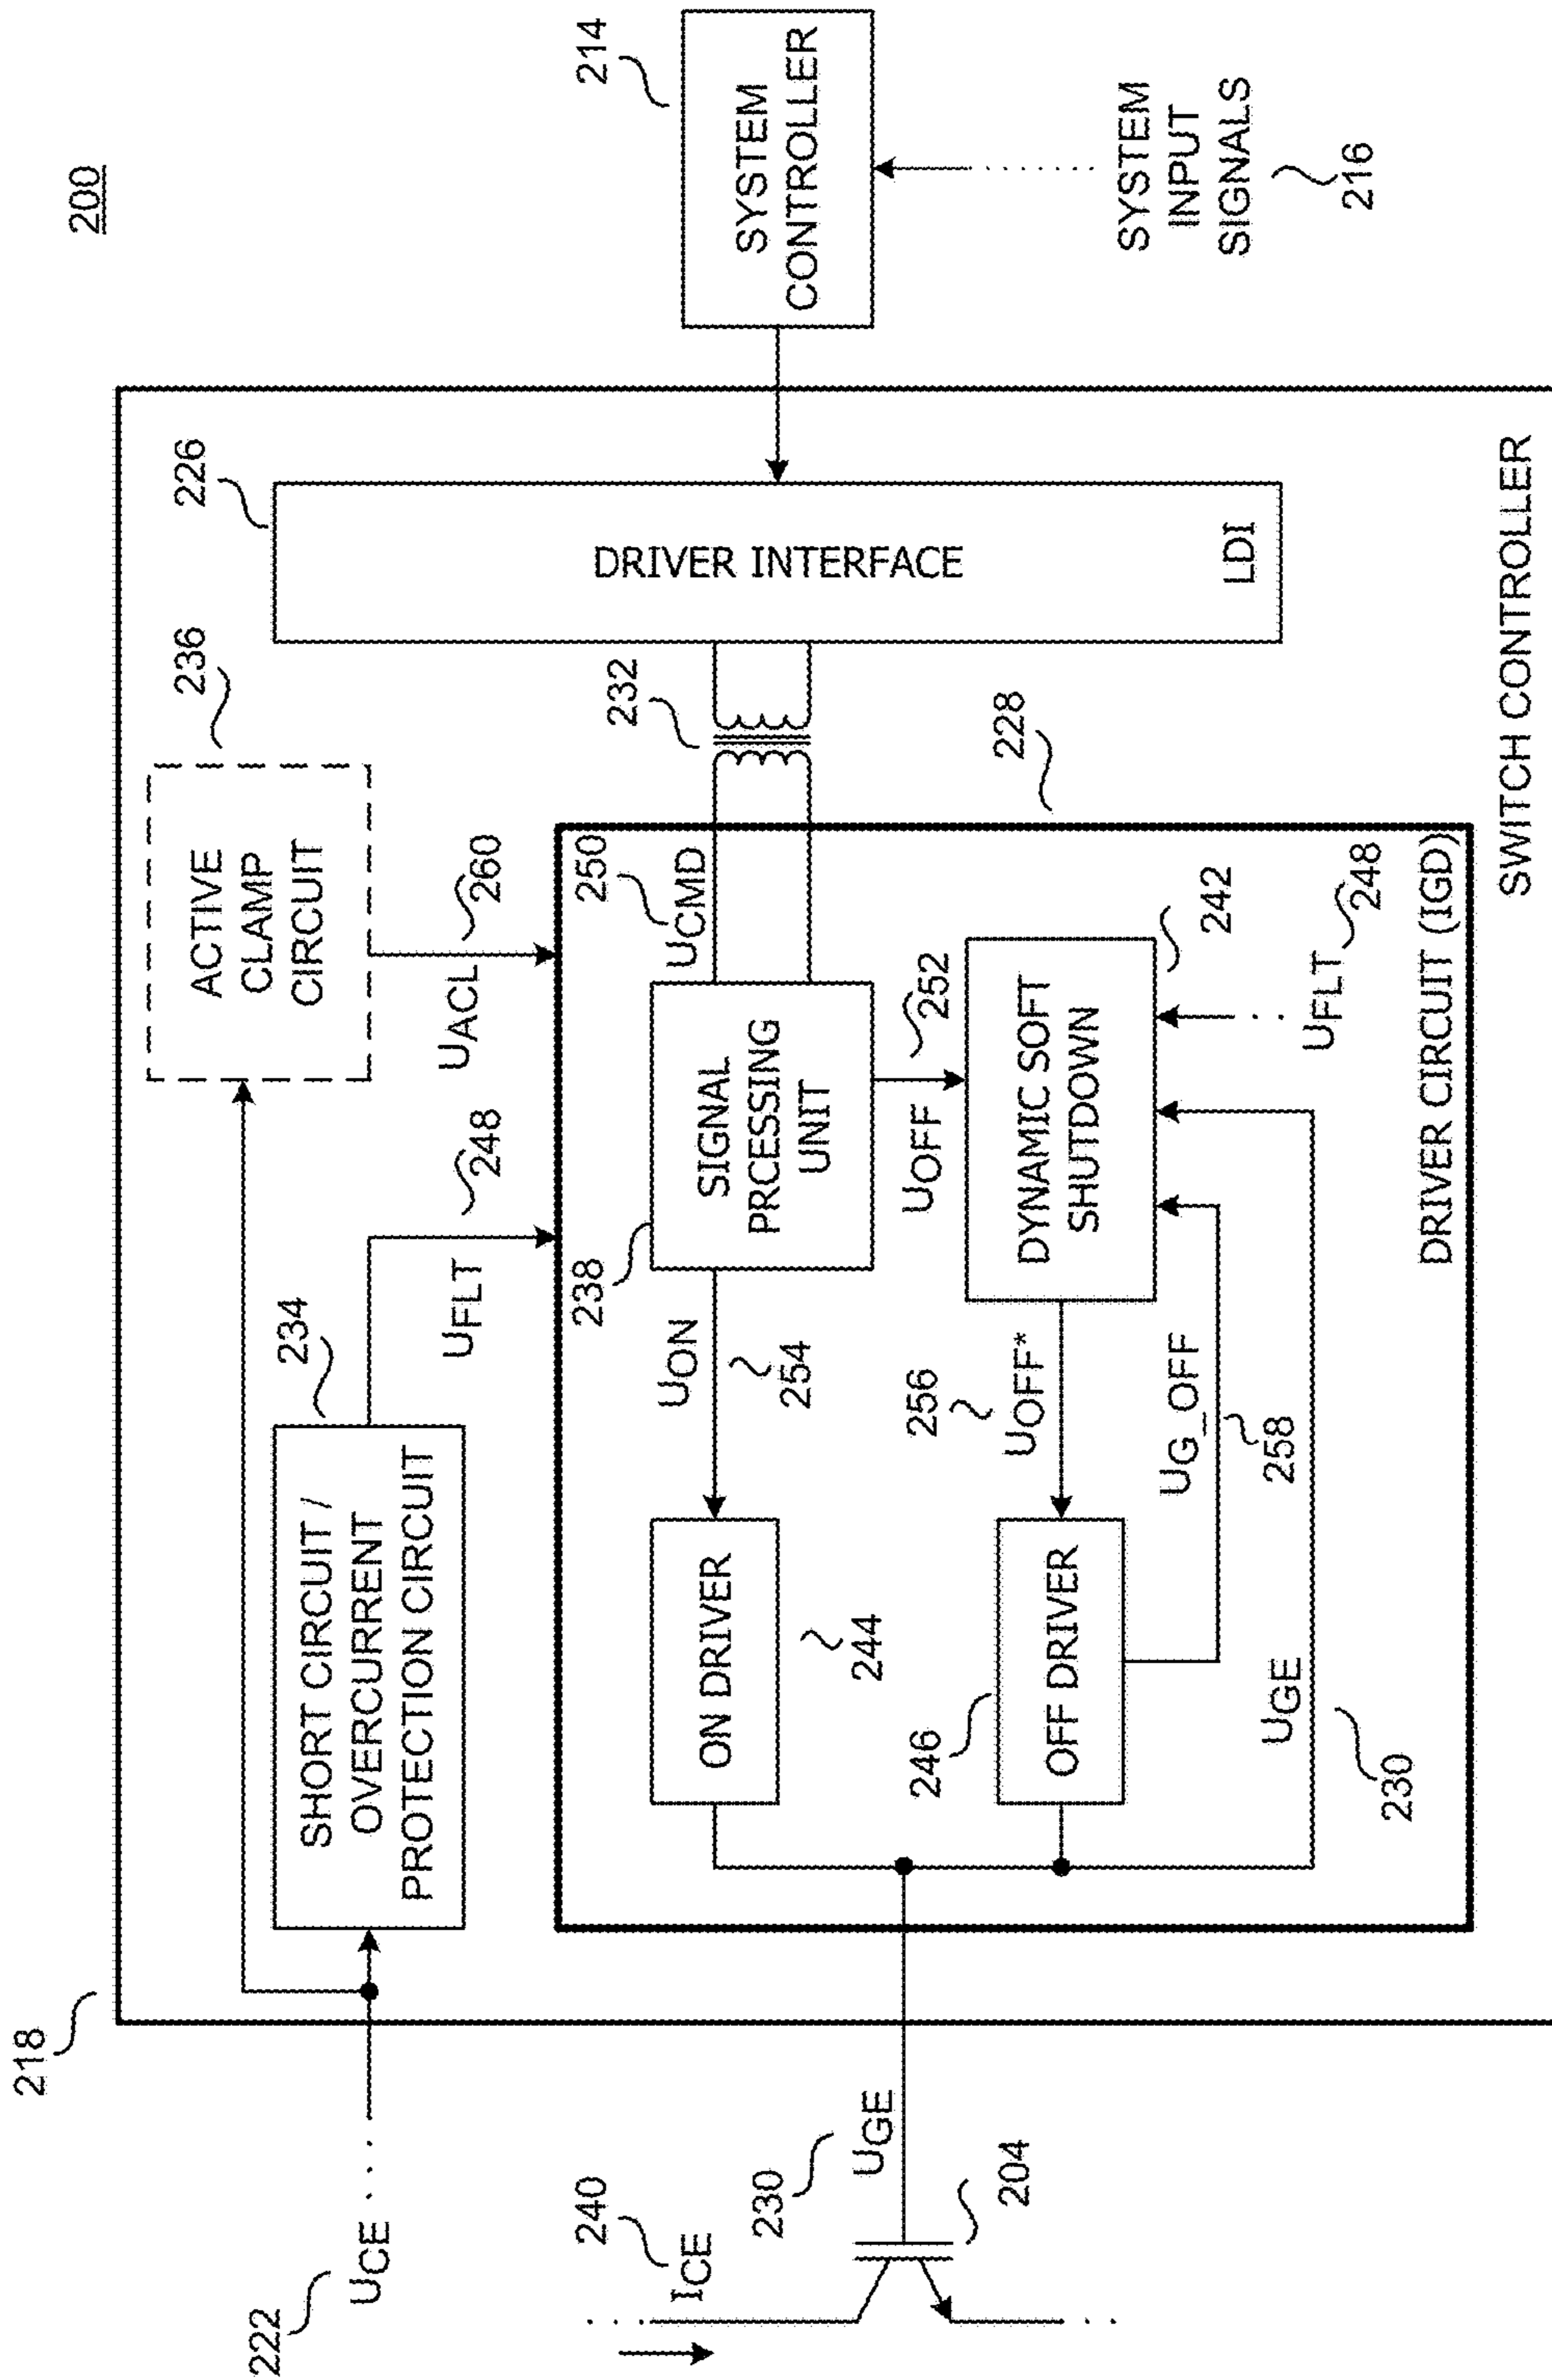 200
218
222
UCE
234
SHORT CIRCUIT /
OVERCURRENT
PROTECTION CIRCUIT
236
ACTIVE
CLAMP
CIRCUIT
226
DRIVER INTERFACE
LDI
214
SYSTEM
CONTROLLER
SYSTEM
INPUT
SIGNALS
216
UFLT
248
UACL
260
232
228
250
UCMD
238
SIGNAL
PRCESSING
UNIT
UON
254
ON DRIVER
244
UOFF
252
DYNAMIC SOFT
SHUTDOWN
242
256
UOFF*
246
OFF DRIVER
UG_OFF
258
UFLT
248
UGE
230
240
ICE
230
UGE
204
DRIVER CIRCUIT (IGD)
SWITCH CONTROLLER